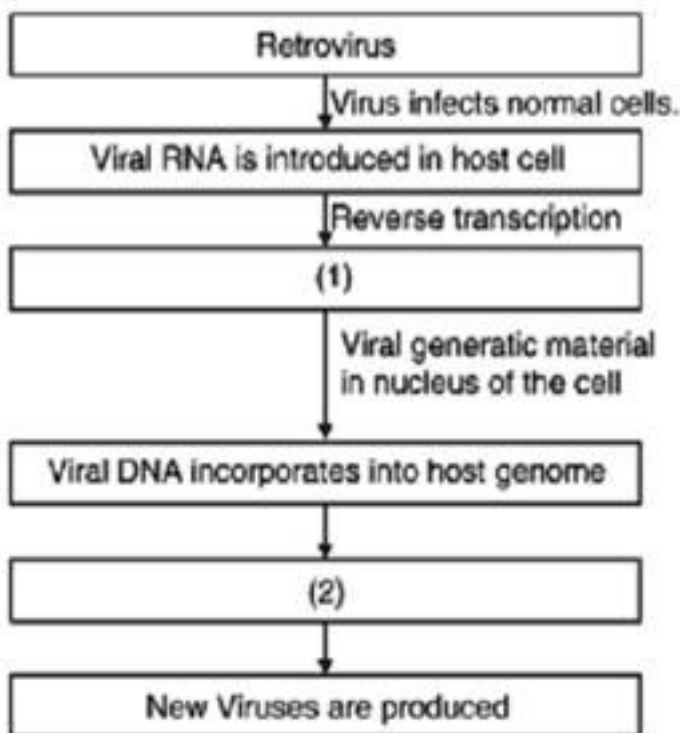 Retrovirus
Virus infects normal cells.
Viral RNA is introduced in host cell
Reverse transcription
(1)
Viral generatic material
in nucleus of the cell
Viral DNA incorporates into host genome
(2)
New Viruses are produced